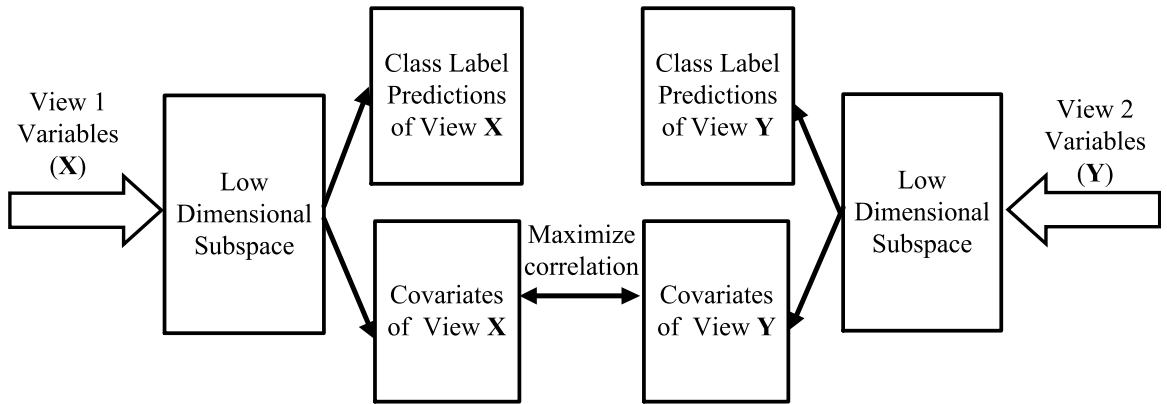 View 1
Variables
(X)
Low
Dimensional
Subspace
Class Label
Predictions
of View X
Covariates
of View X
Maximize
correlation
Class Label
Predictions
of View Y
Covariates
of View Y
Low
Dimensional
Subspace
View 2
Variables
(Y)